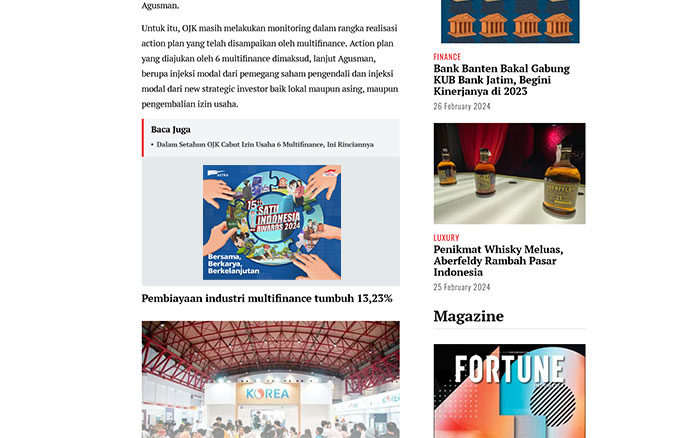 Agusman.
Untuk itu, OJK masih melakukan monitoring dalam rangka realisasi
action plan yang telah disampaikan oleh multifinance. Action plan
yang diajukan oleh 6 multifinance dimaksud, lanjut Agusman,
berupa injeksi modal dari pemegang saham pengendali dan injeksi
modal dari new strategic investor baik lokal maupun asing, maupun
pengembalian izin usaha.
Baca Juga
• Dalam Setahun OJK Cabut Izin Usaha 6 Multifinance, Ini Rinciannya
ASTRA
15th
SATU
INDONESIA
AWARDS 2024
Bersama,
Berkarya,
Berkelanjutan
Pembiayaan industri multifinance tumbuh 13,23%
KOREA
FINANCE
Bank Banten Bakal Gabung
KUB Bank Jatim, Begini
Kinerjanya di 2023
26 February 2024
ABERFELDY
21
LUXURY
Penikmat Whisky Meluas,
Aberfeldy Rambah Pasar
Indonesia
25 February 2024
Magazine
FORTUNE